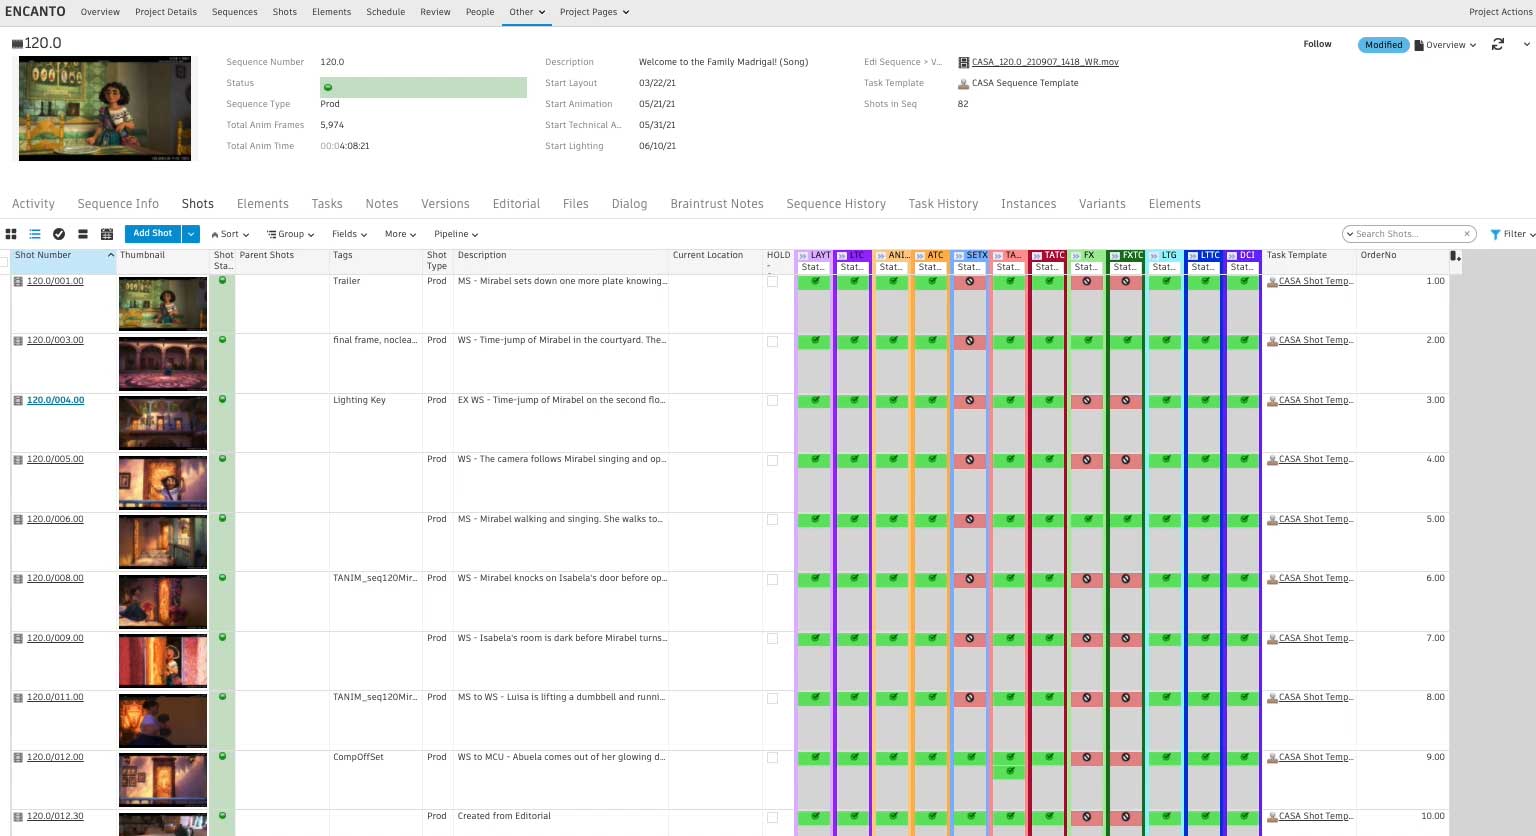 ENCANTO Overview Project Details Sequences Shots Elements Schedule Review People Other Project Pages Project Actions
120.0 Follow Modified Overview
Sequence Number 120.0 Description Welcome to the Family Madrigal! (Song) Edi Sequence > V... CASA_120.0_210907_1418_WR.mov
Status Start Layout 03/22/21 Task Template CASA Sequence Template
Sequence Type Prod Start Animation 05/21/21 Shots in Seq 82
Total Anim Frames 5,974 Start Technical A.. 05/31/21
Total Anim Time 00:04:08:21 Start Lighting 06/10/21
Activity Sequence Info Shots Elements Tasks Notes Versions Editorial Files Dialog Braintrust Notes Sequence History Task History Instances Variants Elements
Add Shot Sort Group Fields More Pipeline Search Shots... Filter
Shot Number Thumbnail Shot Parent Shots Tags Shot Description Current Location HOLD LAYT LTC ANI... ATC SETX TA... TATC FX FXTC LTG LTTC DCI Task Template OrderNo
Sta... Type - Stat... Stat... Stat... Stat... Stat... Stat... Stat... Stat... Stat... Stat... Stat... Stat...
120.0/001.00 Trailer Prod MS - Mirabel sets down one more plate knowing... CASA Shot Temp... 1.00
120.0/003.00 final frame, noclea... Prod WS - Time-jump of Mirabel in the courtyard. The... CASA Shot Temp... 2.00
120.0/004.00 Lighting Key Prod EX WS - Time-jump of Mirabel on the second flo... CASA Shot Temp... 3.00
120.0/005.00 Prod WS - The camera follows Mirabel singing and op... CASA Shot Temp... 4.00
120.0/006.00 Prod MS - Mirabel walking and singing. She walks to... CASA Shot Temp... 5.00
120.0/008.00 TANIM_seq120Mir... Prod WS - Mirabel knocks on Isabela's door before op... CASA Shot Temp... 6.00
120.0/009.00 Prod WS - Isabela's room is dark before Mirabel turns... CASA Shot Temp... 7.00
120.0/011.00 TANIM_seq120Mir... Prod MS to WS - Luisa is lifting a dumbbell and runni... CASA Shot Temp... 8.00
120.0/012.00 CompOffSet Prod WS to MCU - Abuela comes out of her glowing d... CASA Shot Temp... 9.00
120.0/012.30 Prod Created from Editorial CASA Shot Temp... 10.00